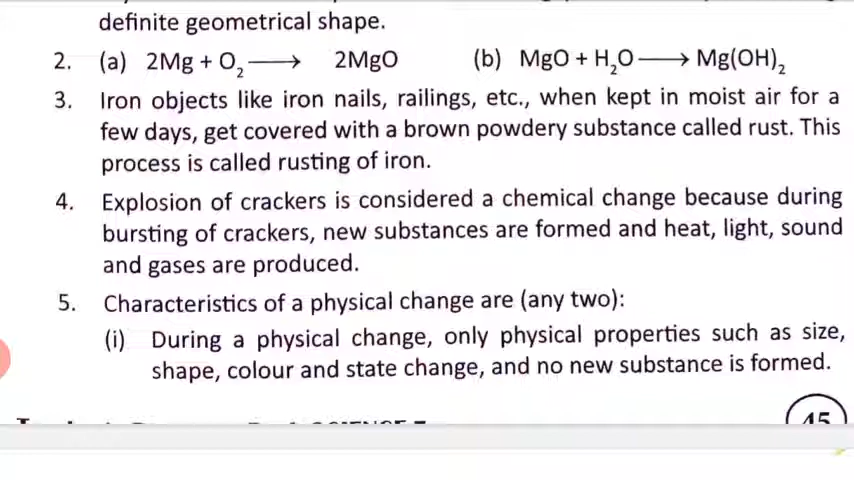 definite geometrical shape.
2. (a) 2Mg + O₂ ⟶ 2MgO (b) MgO + H₂O ⟶ Mg(OH)₂
3. Iron objects like iron nails, railings, etc., when kept in moist air for a
few days, get covered with a brown powdery substance called rust. This
process is called rusting of iron.
4. Explosion of crackers is considered a chemical change because during
bursting of crackers, new substances are formed and heat, light, sound
and gases are produced.
5. Characteristics of a physical change are (any two):
(i) During a physical change, only physical properties such as size,
shape, colour and state change, and no new substance is formed.
45